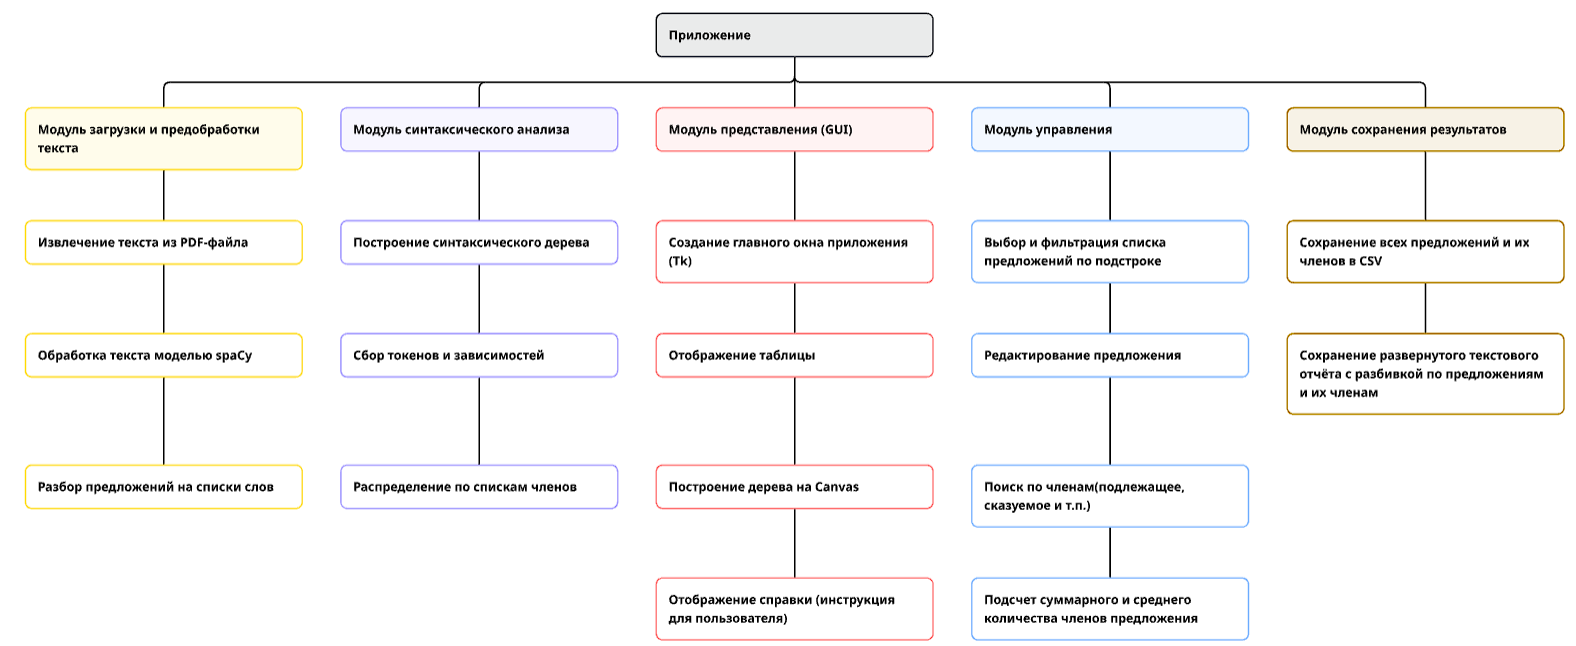 Приложение
Модуль загрузки и предобработки
текста
Извлечение текста из PDF-файла
Обработка текста моделью spaCy
Разбор предложений на списки слов
Модуль синтаксического анализа
Построение синтаксического дерева
Сбор токенов и зависимостей
Распределение по спискам членов
Модуль представления (GUI)
Создание главного окна приложения
(Tk)
Отображение таблицы
Построение дерева на Canvas
Отображение справки (инструкция
для пользователя)
Модуль управления
Выбор и фильтрация списка
предложений по подстроке
Редактирование предложения
Поиск по членам(подлежащее,
сказуемое и т.п.)
Подсчет суммарного и среднего
количества членов предложения
Модуль сохранения результатов
Сохранение всех предложений и их
членов в CSV
Сохранение развернутого текстового
отчёта с разбивкой по предложениям
и их членам